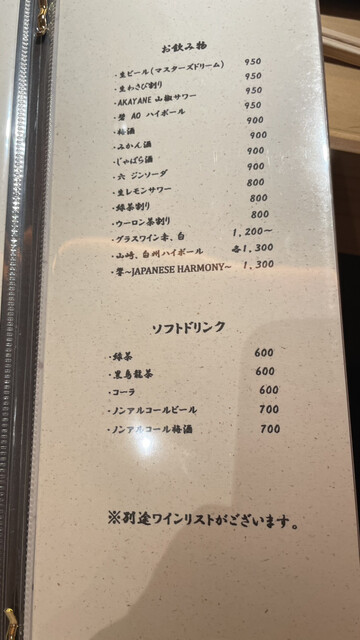 お飲み物
・生ビール(マスターズドリーム) 950
・生わさび割り 950
・AKAYANE 山椒サワー 950
・碧 AO ハイボール 950
・梅酒 900
・みかん酒 900
・じゃばら酒 900
・六 ジンソーダ 900
・生レモンサワー 800
・緑茶割り 800
・ウーロン茶割り 800
・グラスワイン赤、白 1,200~
・山崎、白州ハイボール 各1,300
・響~JAPANESE HARMONY~ 1,300
ソフトドリンク
・緑茶 600
・黒烏龍茶 600
・コーラ 600
・ノンアルコールビール 700
・ノンアルコール梅酒 700
※別途ワインリストがございます。